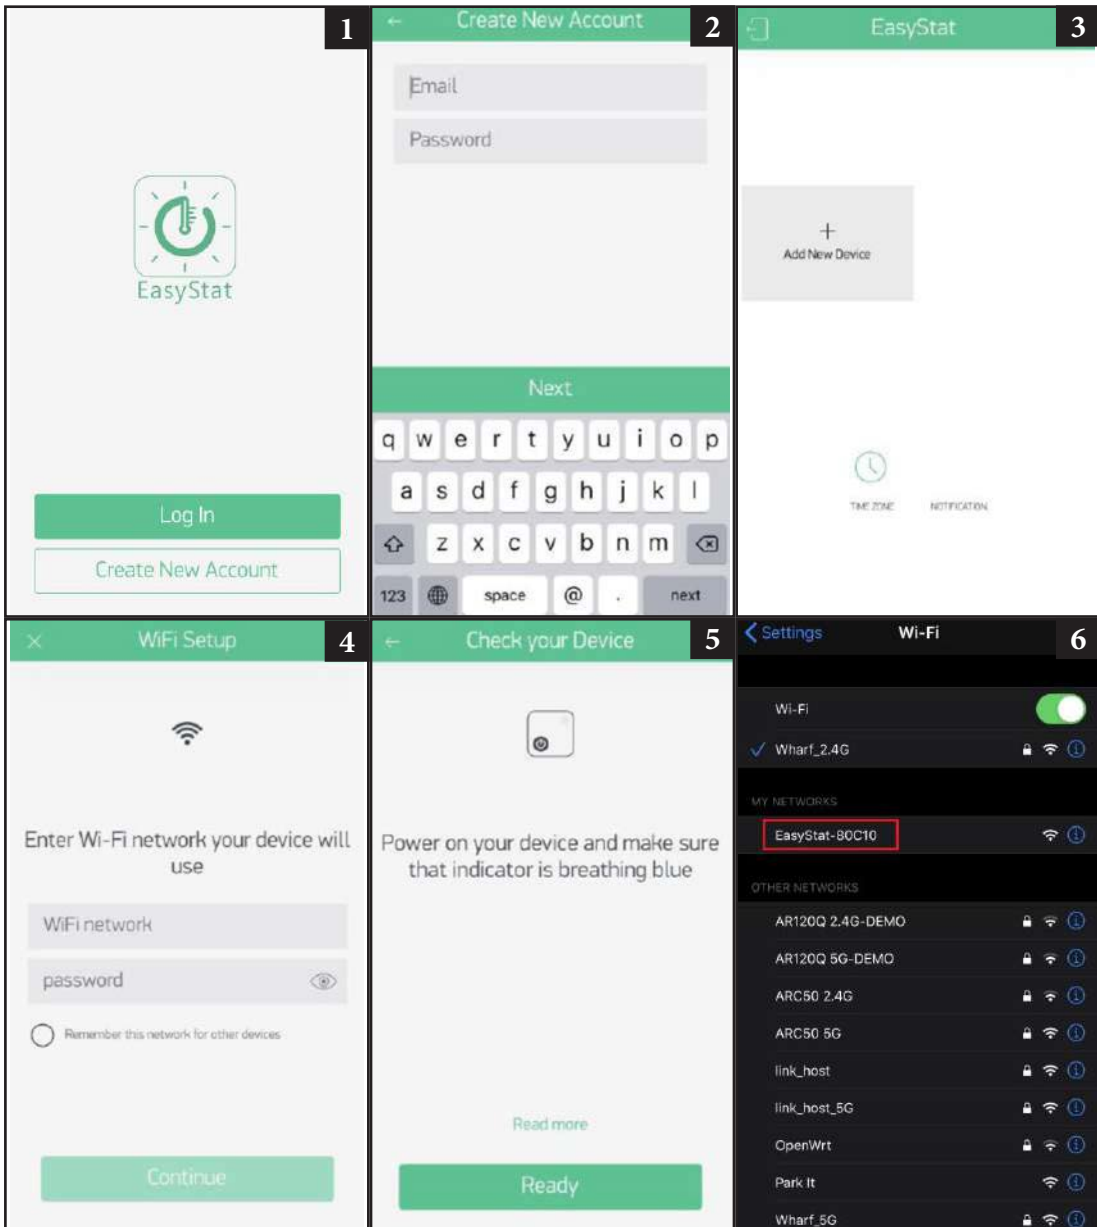 1
EasyStat
Log In
Create New Account
Create New Account
2
Email
Password
Next
q w e r t y u i o p
a s d f g h j k l
z x c v b n m
123 space @ . next
EasyStat
3
+
Add New Device
TIME ZONE NOTIFICATION
WiFi Setup
4
Enter Wi-Fi network your device will
use
WiFi network
password
Remember this network for other devices
Continue
Check your Device
5
Power on your device and make sure
that indicator is breathing blue
Read more
Ready
Settings Wi-Fi
6
Wi-Fi
Wharf_2.4G
MY NETWORKS
EasyStat-80C10
OTHER NETWORKS
AR120Q 2.4G-DEMO
AR120Q 5G-DEMO
ARC50 2.4G
ARC50 5G
link_host
link_host_5G
OpenWrt
Park It
Wharf_5G